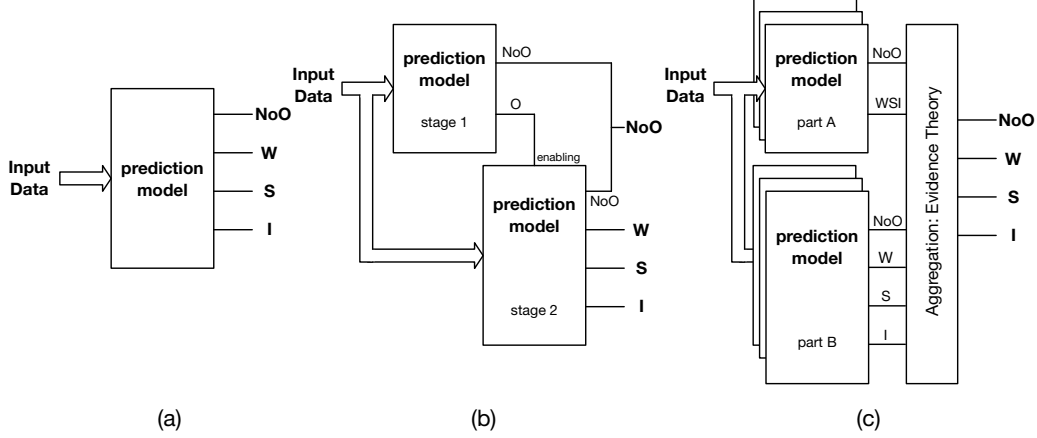 Input
Data
prediction
model
NoO
W
S
I
(a)
Input
Data
prediction
model
stage 1
NoO
O
enabling
NoO
prediction
model
stage 2
NoO
W
S
I
(b)
Input
Data
prediction
model
part A
NoO
WSI
prediction
model
part B
NoO
W
S
I
Aggregation: Evidence Theory
NoO
W
S
I
(c)